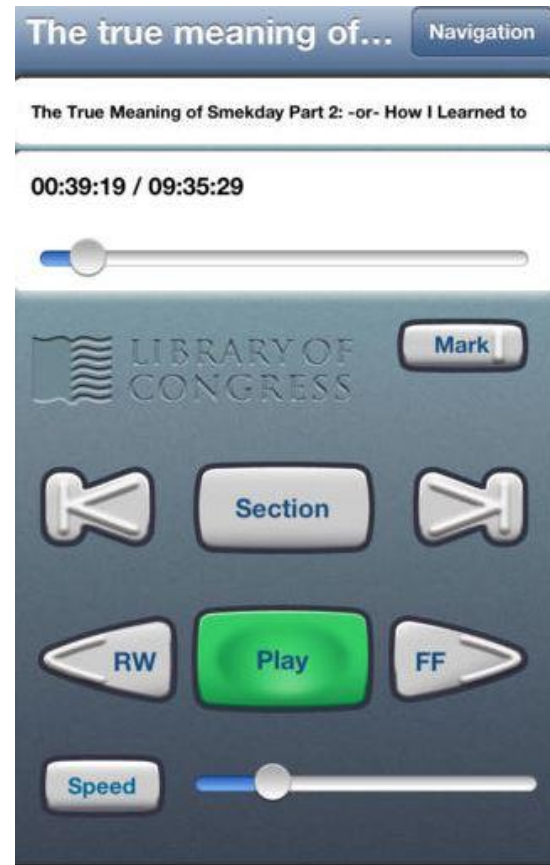 The true meaning of...
Navigation
The True Meaning of Smekday Part 2: -or- How I Learned to
00:39:19 / 09:35:29
LIBRARY OF
CONGRESS
Mark
Section
RW
Play
FF
Speed